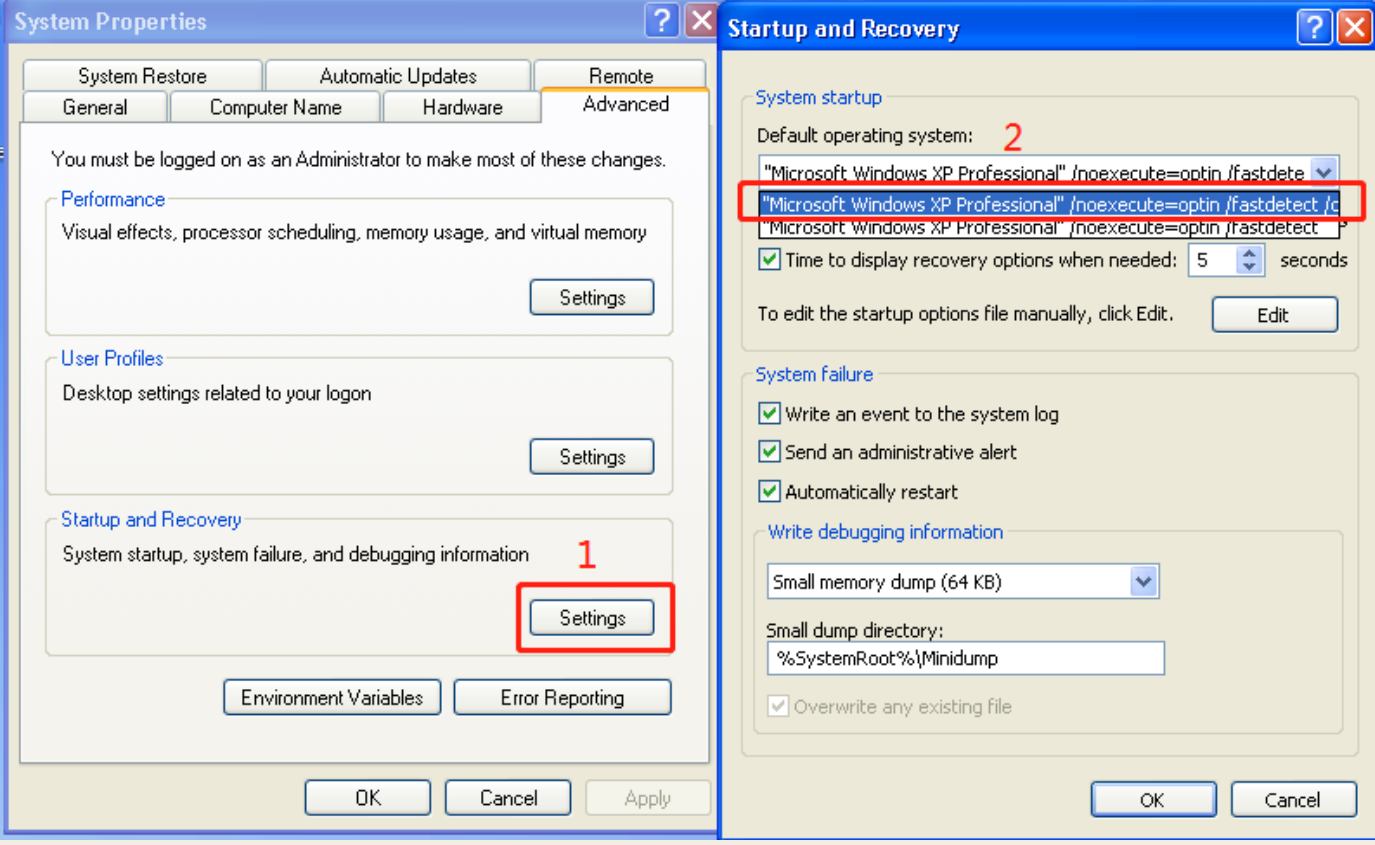 System Properties
System Restore
Automatic Updates
Remote
General
Computer Name
Hardware
Advanced
You must be logged on as an Administrator to make most of these changes.
Performance
Visual effects, processor scheduling, memory usage, and virtual memory
Settings
User Profiles
Desktop settings related to your logon
Settings
Startup and Recovery
System startup, system failure, and debugging information
1
Settings
Environment Variables
Error Reporting
OK
Cancel
Apply
Startup and Recovery
System startup
Default operating system:
2
"Microsoft Windows XP Professional" /noexecute=optin /fastdete
"Microsoft Windows XP Professional" /noexecute=optin /fastdetect /c
"Microsoft Windows XP Professional" /noexecute=optin /fastdetect
Time to display recovery options when needed:
5
seconds
To edit the startup options file manually, click Edit.
Edit
System failure
Write an event to the system log
Send an administrative alert
Automatically restart
Write debugging information
Small memory dump (64 KB)
Small dump directory:
%SystemRoot%\Minidump
Overwrite any existing file
OK
Cancel